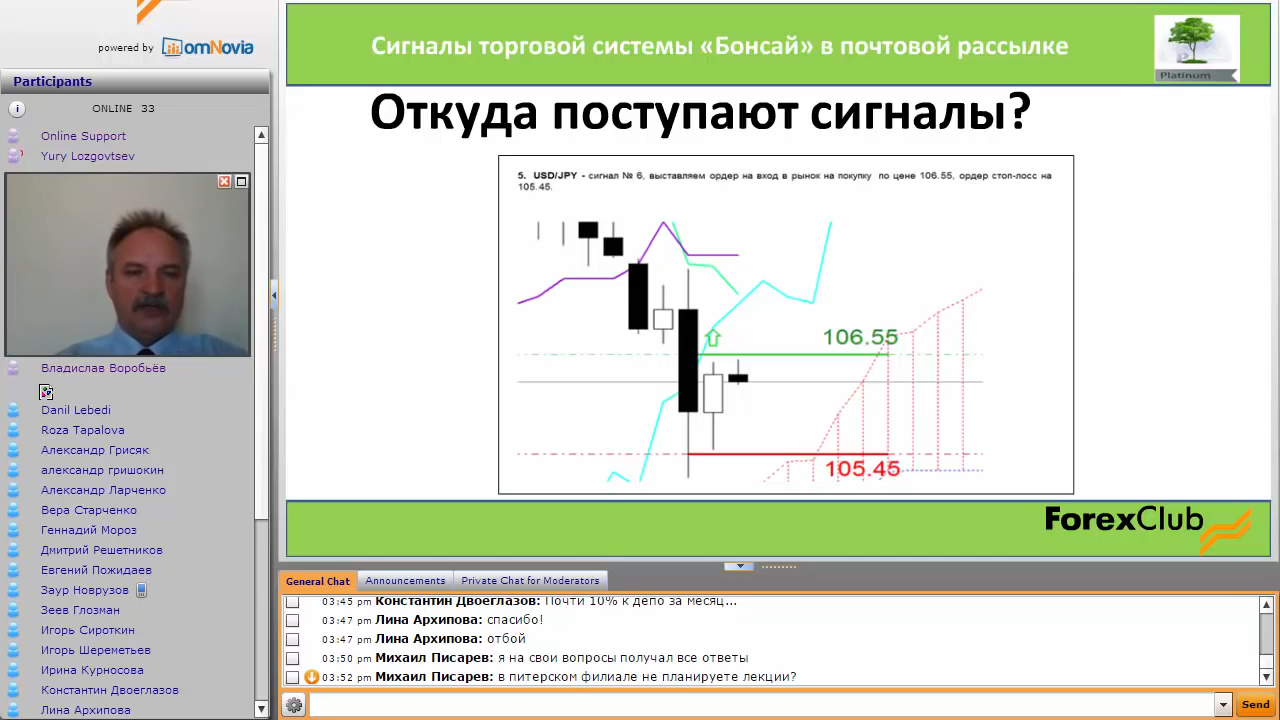 powered by omNovia
Participants
ONLINE 33
Online Support
Yury Lozgovtsev
Владислав Воробьёв
Danil Lebedi
Roza Tapalova
Александр Грисяк
Александр Ларченко
Вера Старченко
Геннадий Мороз
Дмитрий Решетников
Евгений Пожидаев
Заур Новрузов
Зеев Глозман
Игорь Сироткин
Игорь Шереметьев
Ирина Курносова
Константин Двоеглазов
Лина Архипова
Сигналы торговой системы «Бонсай» в почтовой рассылке
Platinum
Откуда поступают сигналы?
5. USD/JPY - сигнал № 6, выставляем ордер на вход в рынок на покупку по цене 106.55, ордер стоп-лосс на
105.45.
106.55
105.45
ForexClub
General Chat
Announcements
Private Chat for Moderators
03:45 pm Константин Двоеглазов: Почти 10% к депо за месяц...
03:47 pm Лина Архипова: спасибо!
03:47 pm Лина Архипова: отбой
03:50 pm Михаил Писарев: я на свои вопросы получал все ответы
03:52 pm Михаил Писарев: в питерском филиале не планируете лекции?
Send